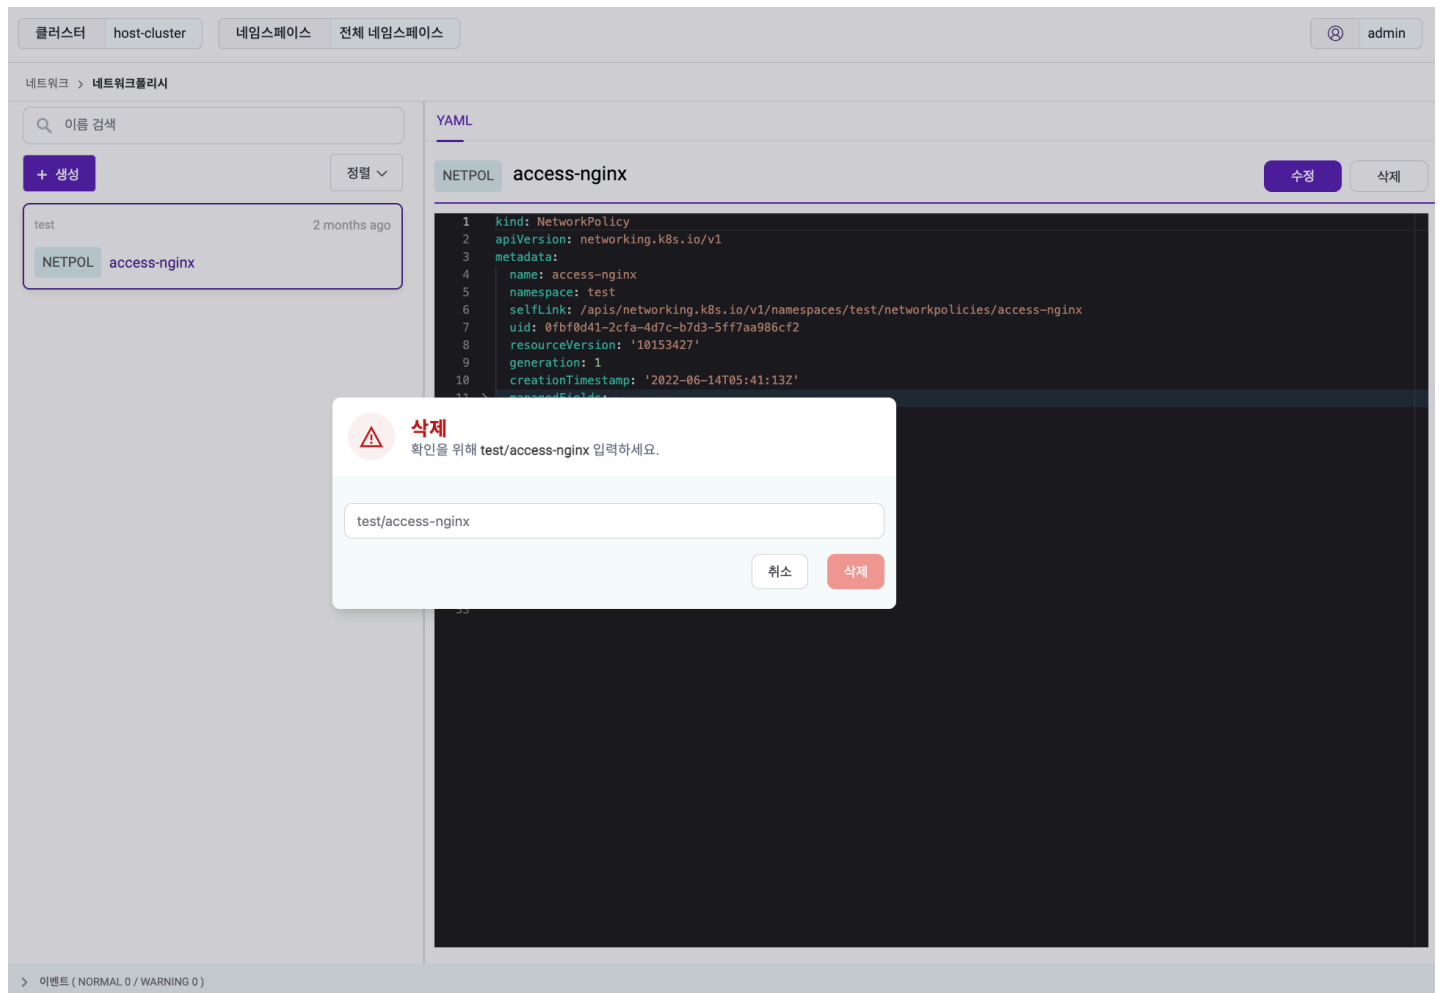 클러스터 host-cluster 네임스페이스 전체 네임스페이스 admin
네트워크 > 네트워크폴리시
이름 검색
+ 생성 정렬
test 2 months ago
NETPOL access-nginx
YAML
NETPOL access-nginx 수정 삭제
1 kind: NetworkPolicy
2 apiVersion: networking.k8s.io/v1
3 metadata:
4 name: access-nginx
5 namespace: test
6 selfLink: /apis/networking.k8s.io/v1/namespaces/test/networkpolicies/access-nginx
7 uid: 0fbf0d41-2cfa-4d7c-b7d3-5ff7aa986cf2
8 resourceVersion: '10153427'
9 generation: 1
10 creationTimestamp: '2022-06-14T05:41:13Z'
11 managedFields:
삭제
확인을 위해 test/access-nginx 입력하세요.
test/access-nginx
취소 삭제
이벤트 ( NORMAL 0 / WARNING 0 )